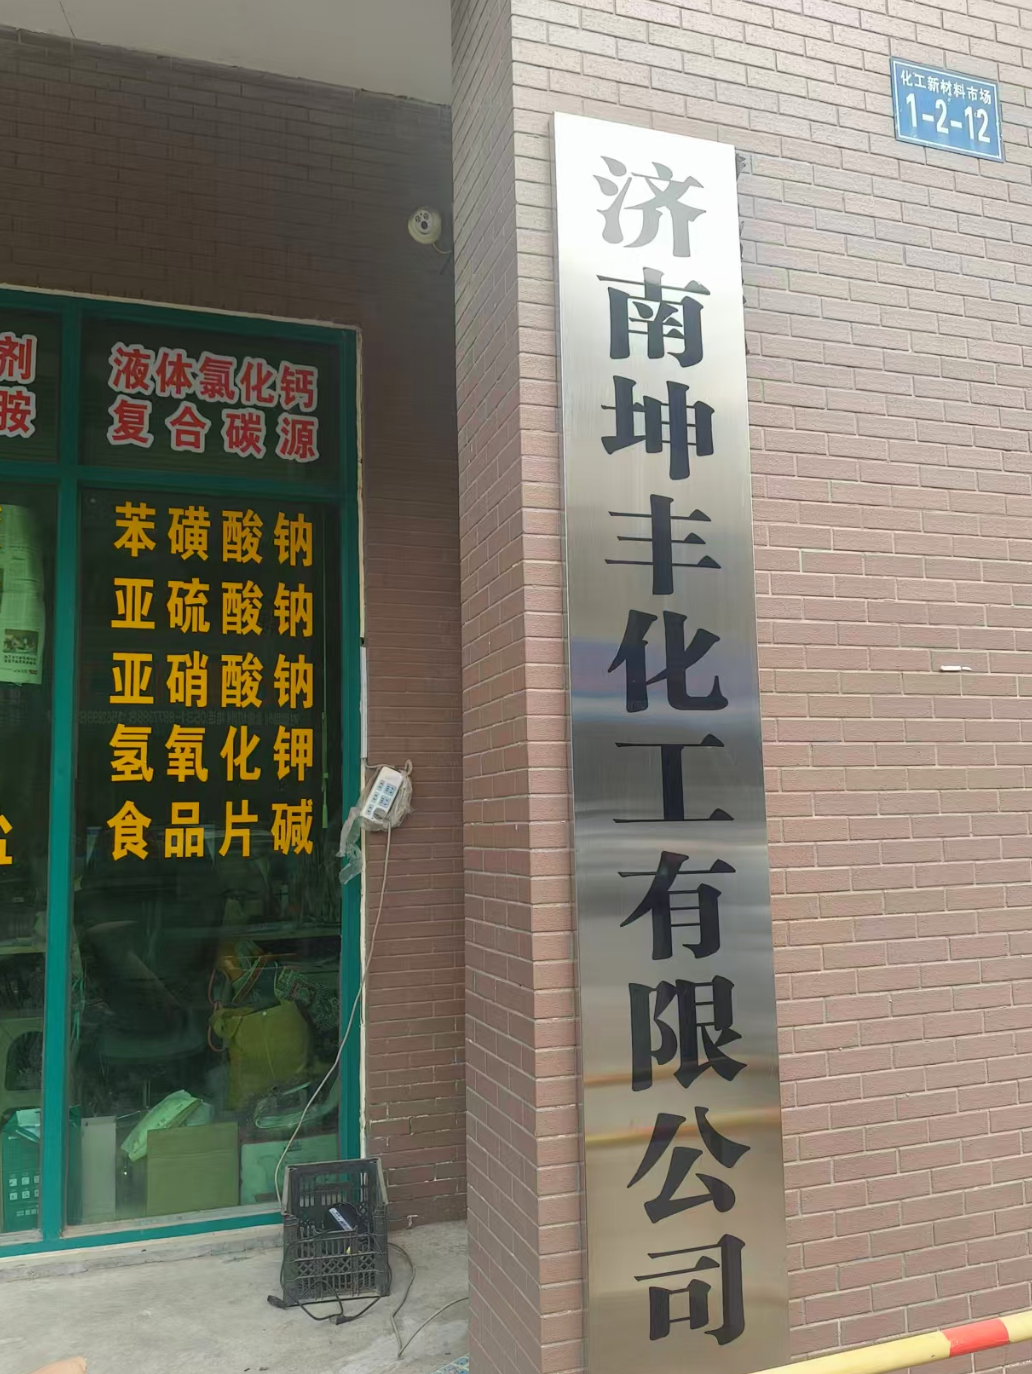 化工新材料市场
1-2-12
济南坤丰化工有限公司
剂
胺
液体氯化钙
复合碳源
苯磺酸钠
亚硫酸钠
亚硝酸钠
氢氧化钾
食品片碱